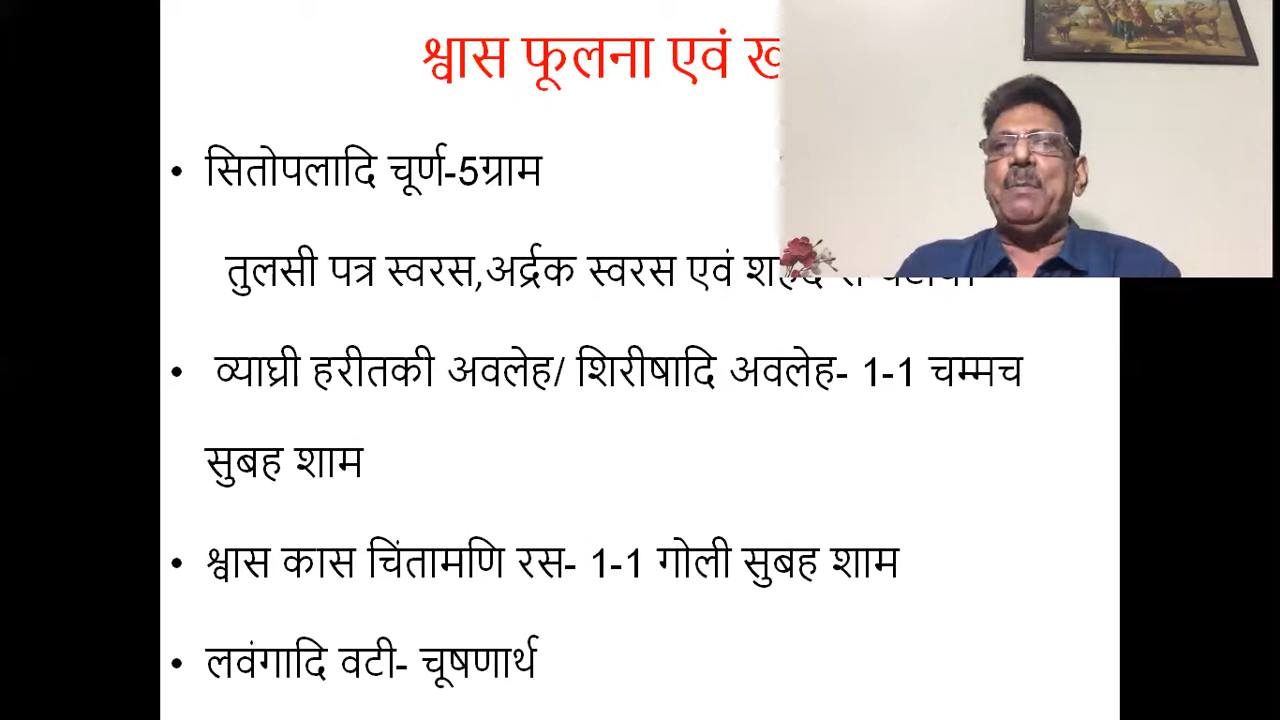 श्वास फूलना एवं
• सितोपलादि चूर्ण-5ग्राम
तुलसी पत्र स्वरस,अर्द्रक स्वरस एवं
• व्याघ्री हरीतकी अवलेह/ शिरीषादि अवलेह- 1-1 चम्मच
सुबह शाम
• श्वास कास चिंतामणि रस- 1-1 गोली सुबह शाम
• लवंगादि वटी- चूषणार्थ